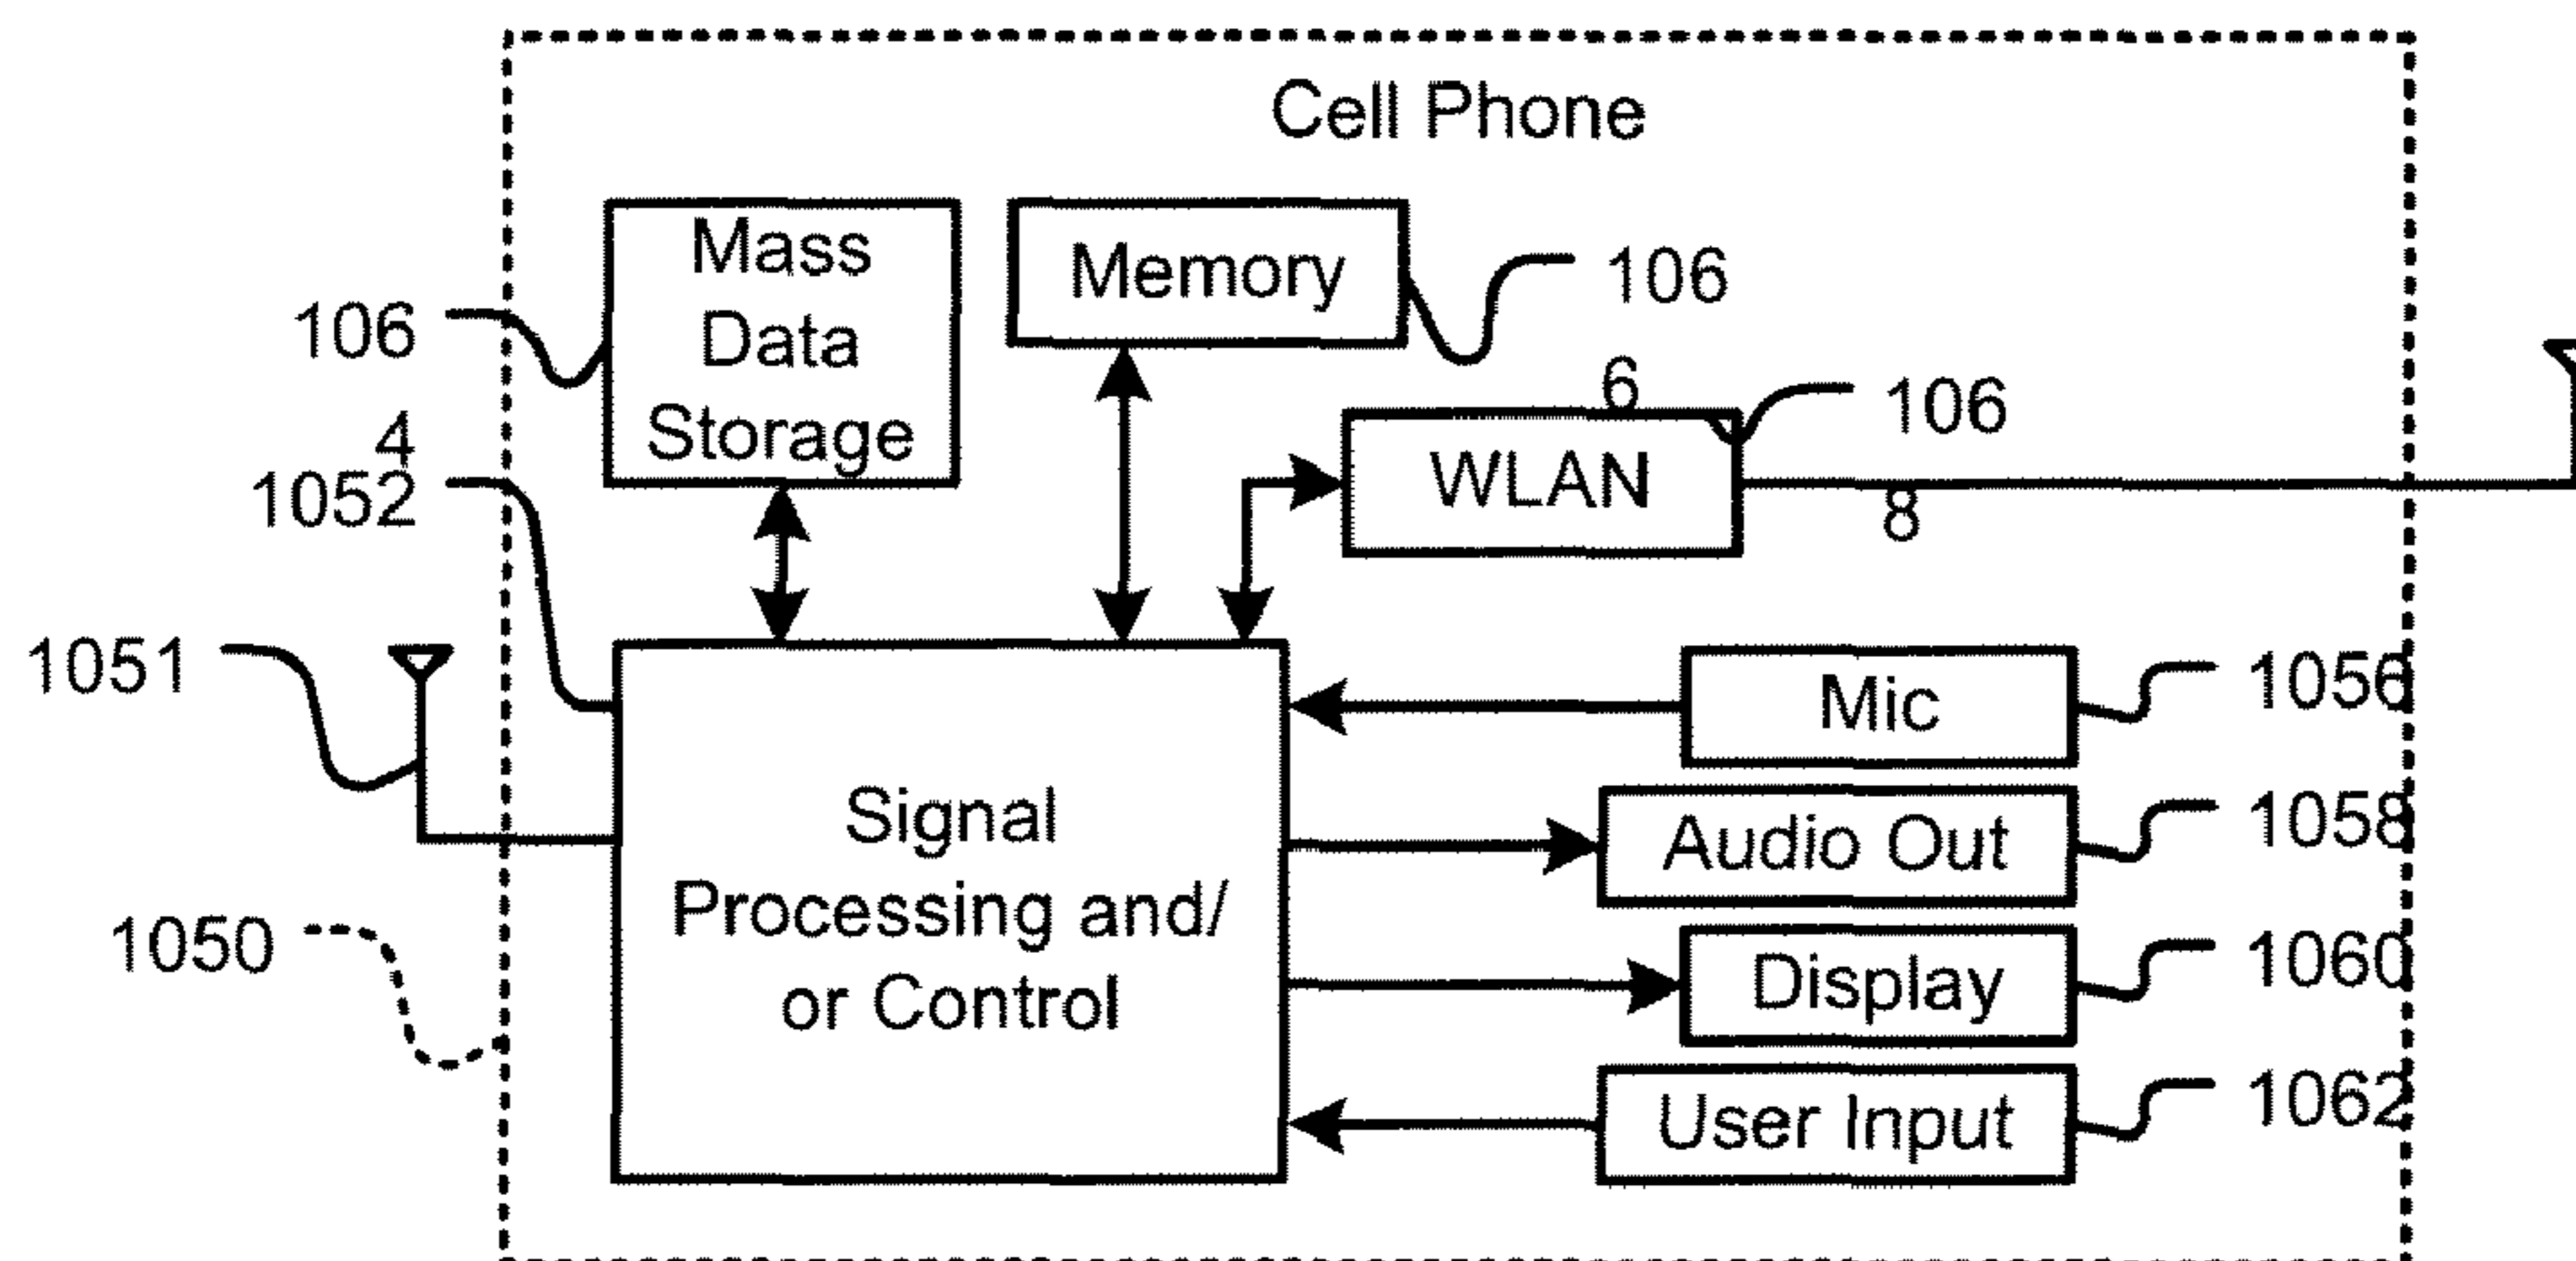 Cell Phone
Mass
Data
Storage
106
4
Memory
106
6
WLAN
106
8
1052
1051
1050
Signal
Processing and/
or Control
Mic
1056
Audio Out
1058
Display
1060
User Input
1062